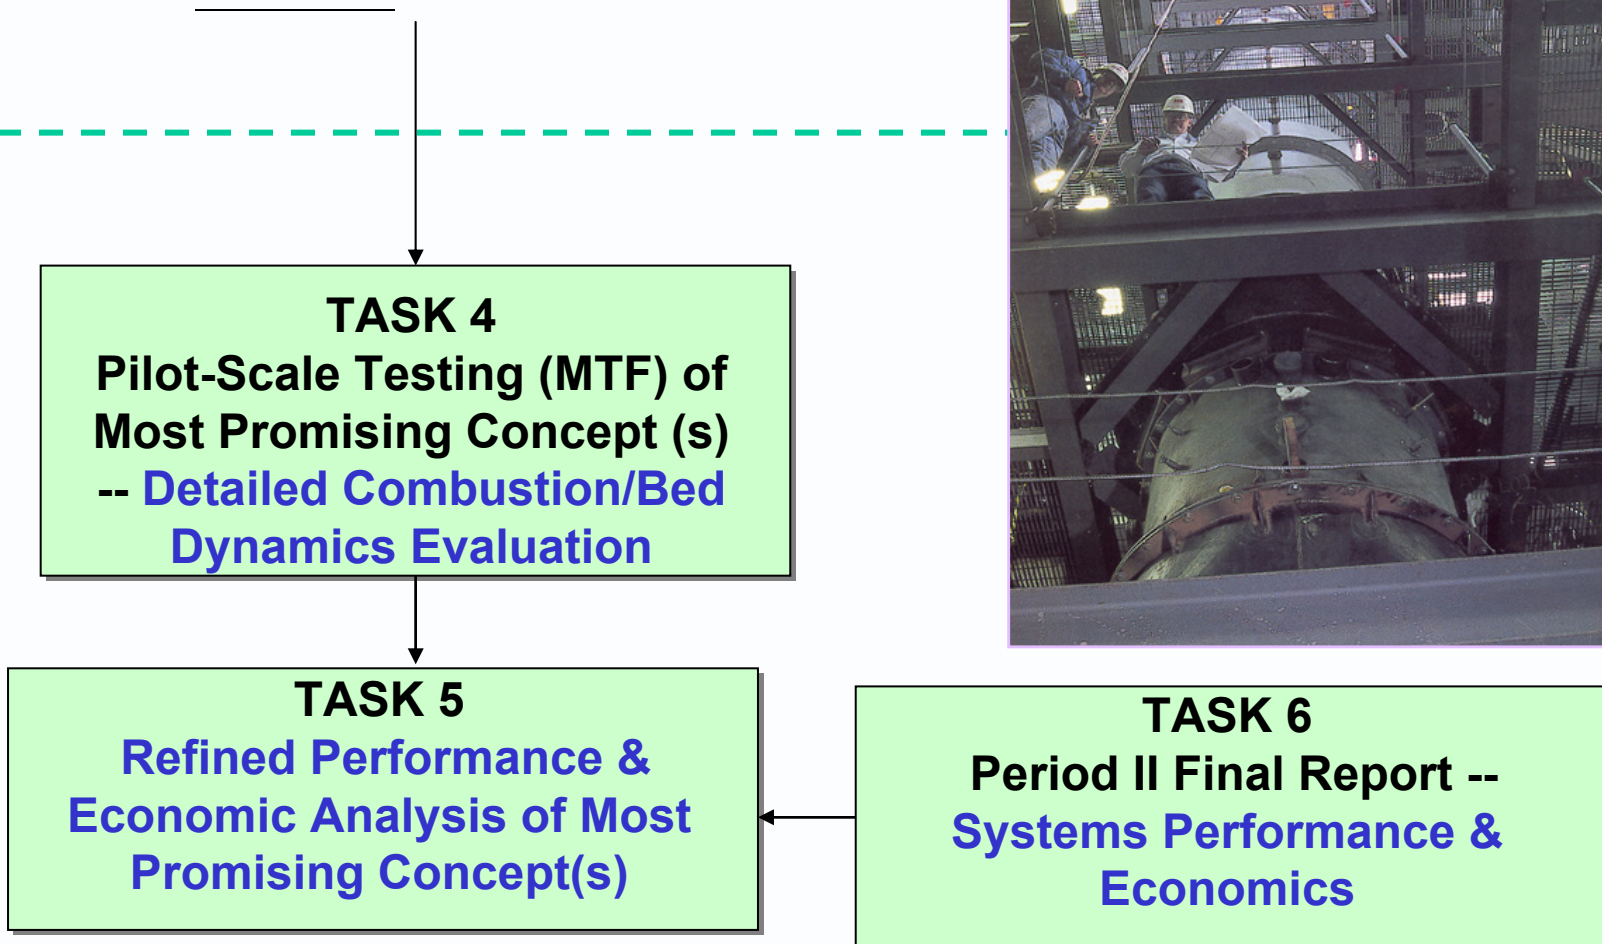 TASK 4
Pilot-Scale Testing (MTF) of
Most Promising Concept (s)
-- Detailed Combustion/Bed
Dynamics Evaluation
TASK 5
Refined Performance &
Economic Analysis of Most
Promising Concept(s)
TASK 6
Period II Final Report --
Systems Performance &
Economics